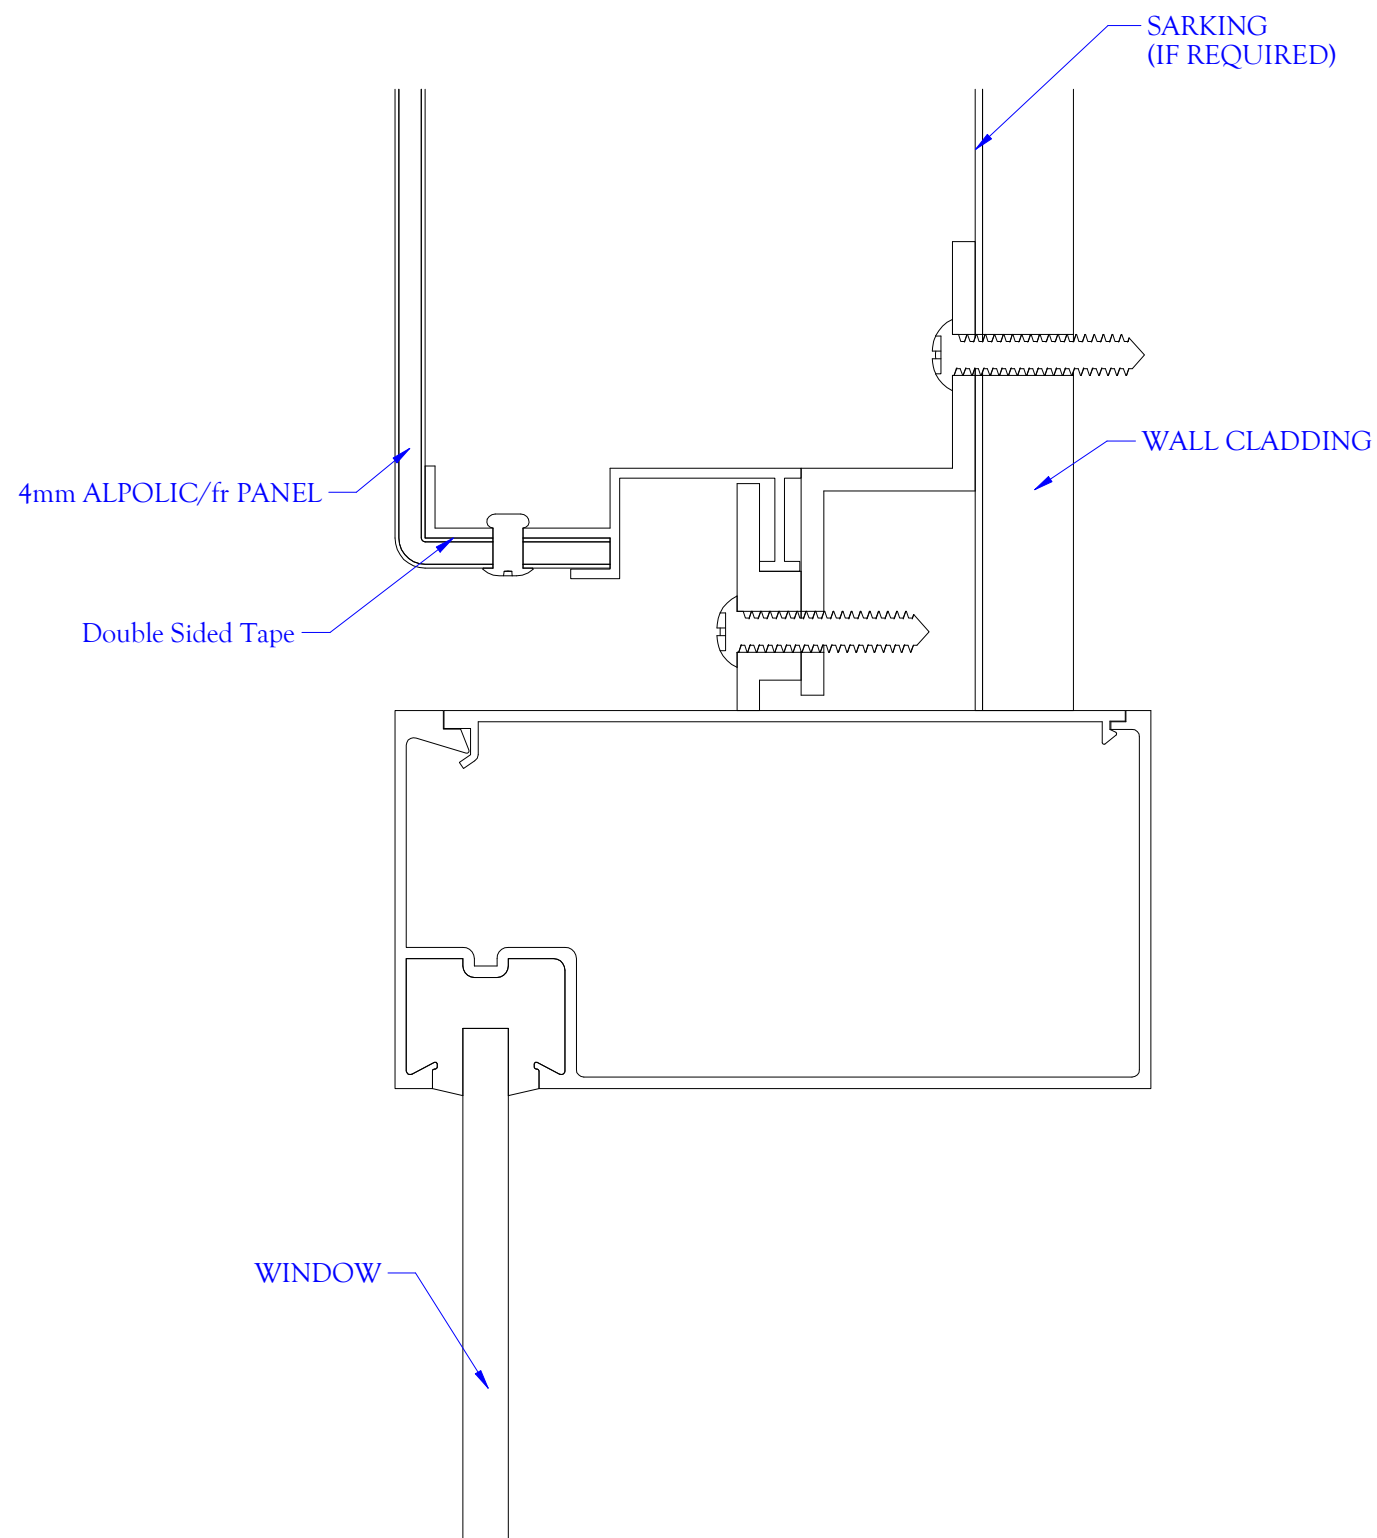 SARKING
(IF REQUIRED)
WALL CLADDING
4mm ALPOLIC/fr PANEL
Double Sided Tape
WINDOW